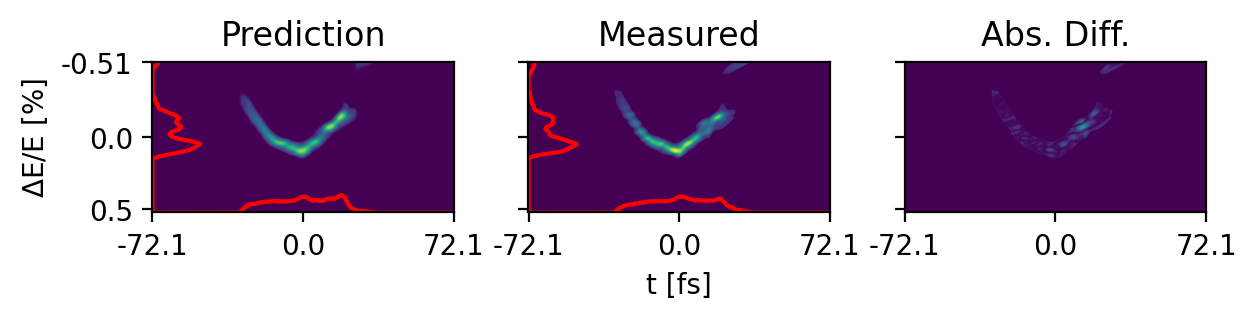 Prediction Measured Abs. Diff.
-0.51
0.0
0.5
ΔE/E [%]
-72.1 0.0 72.1 -72.1 0.0 72.1 -72.1 0.0 72.1
t [fs]